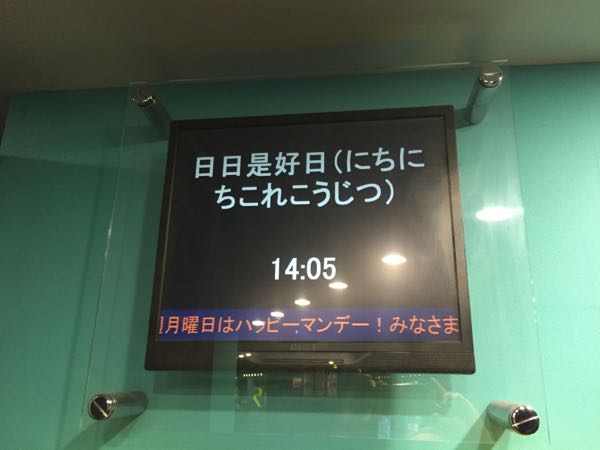 日日是好日(にちに
ちこれこうじつ)
14:05
月曜日はハッピーマンデー！みなさま